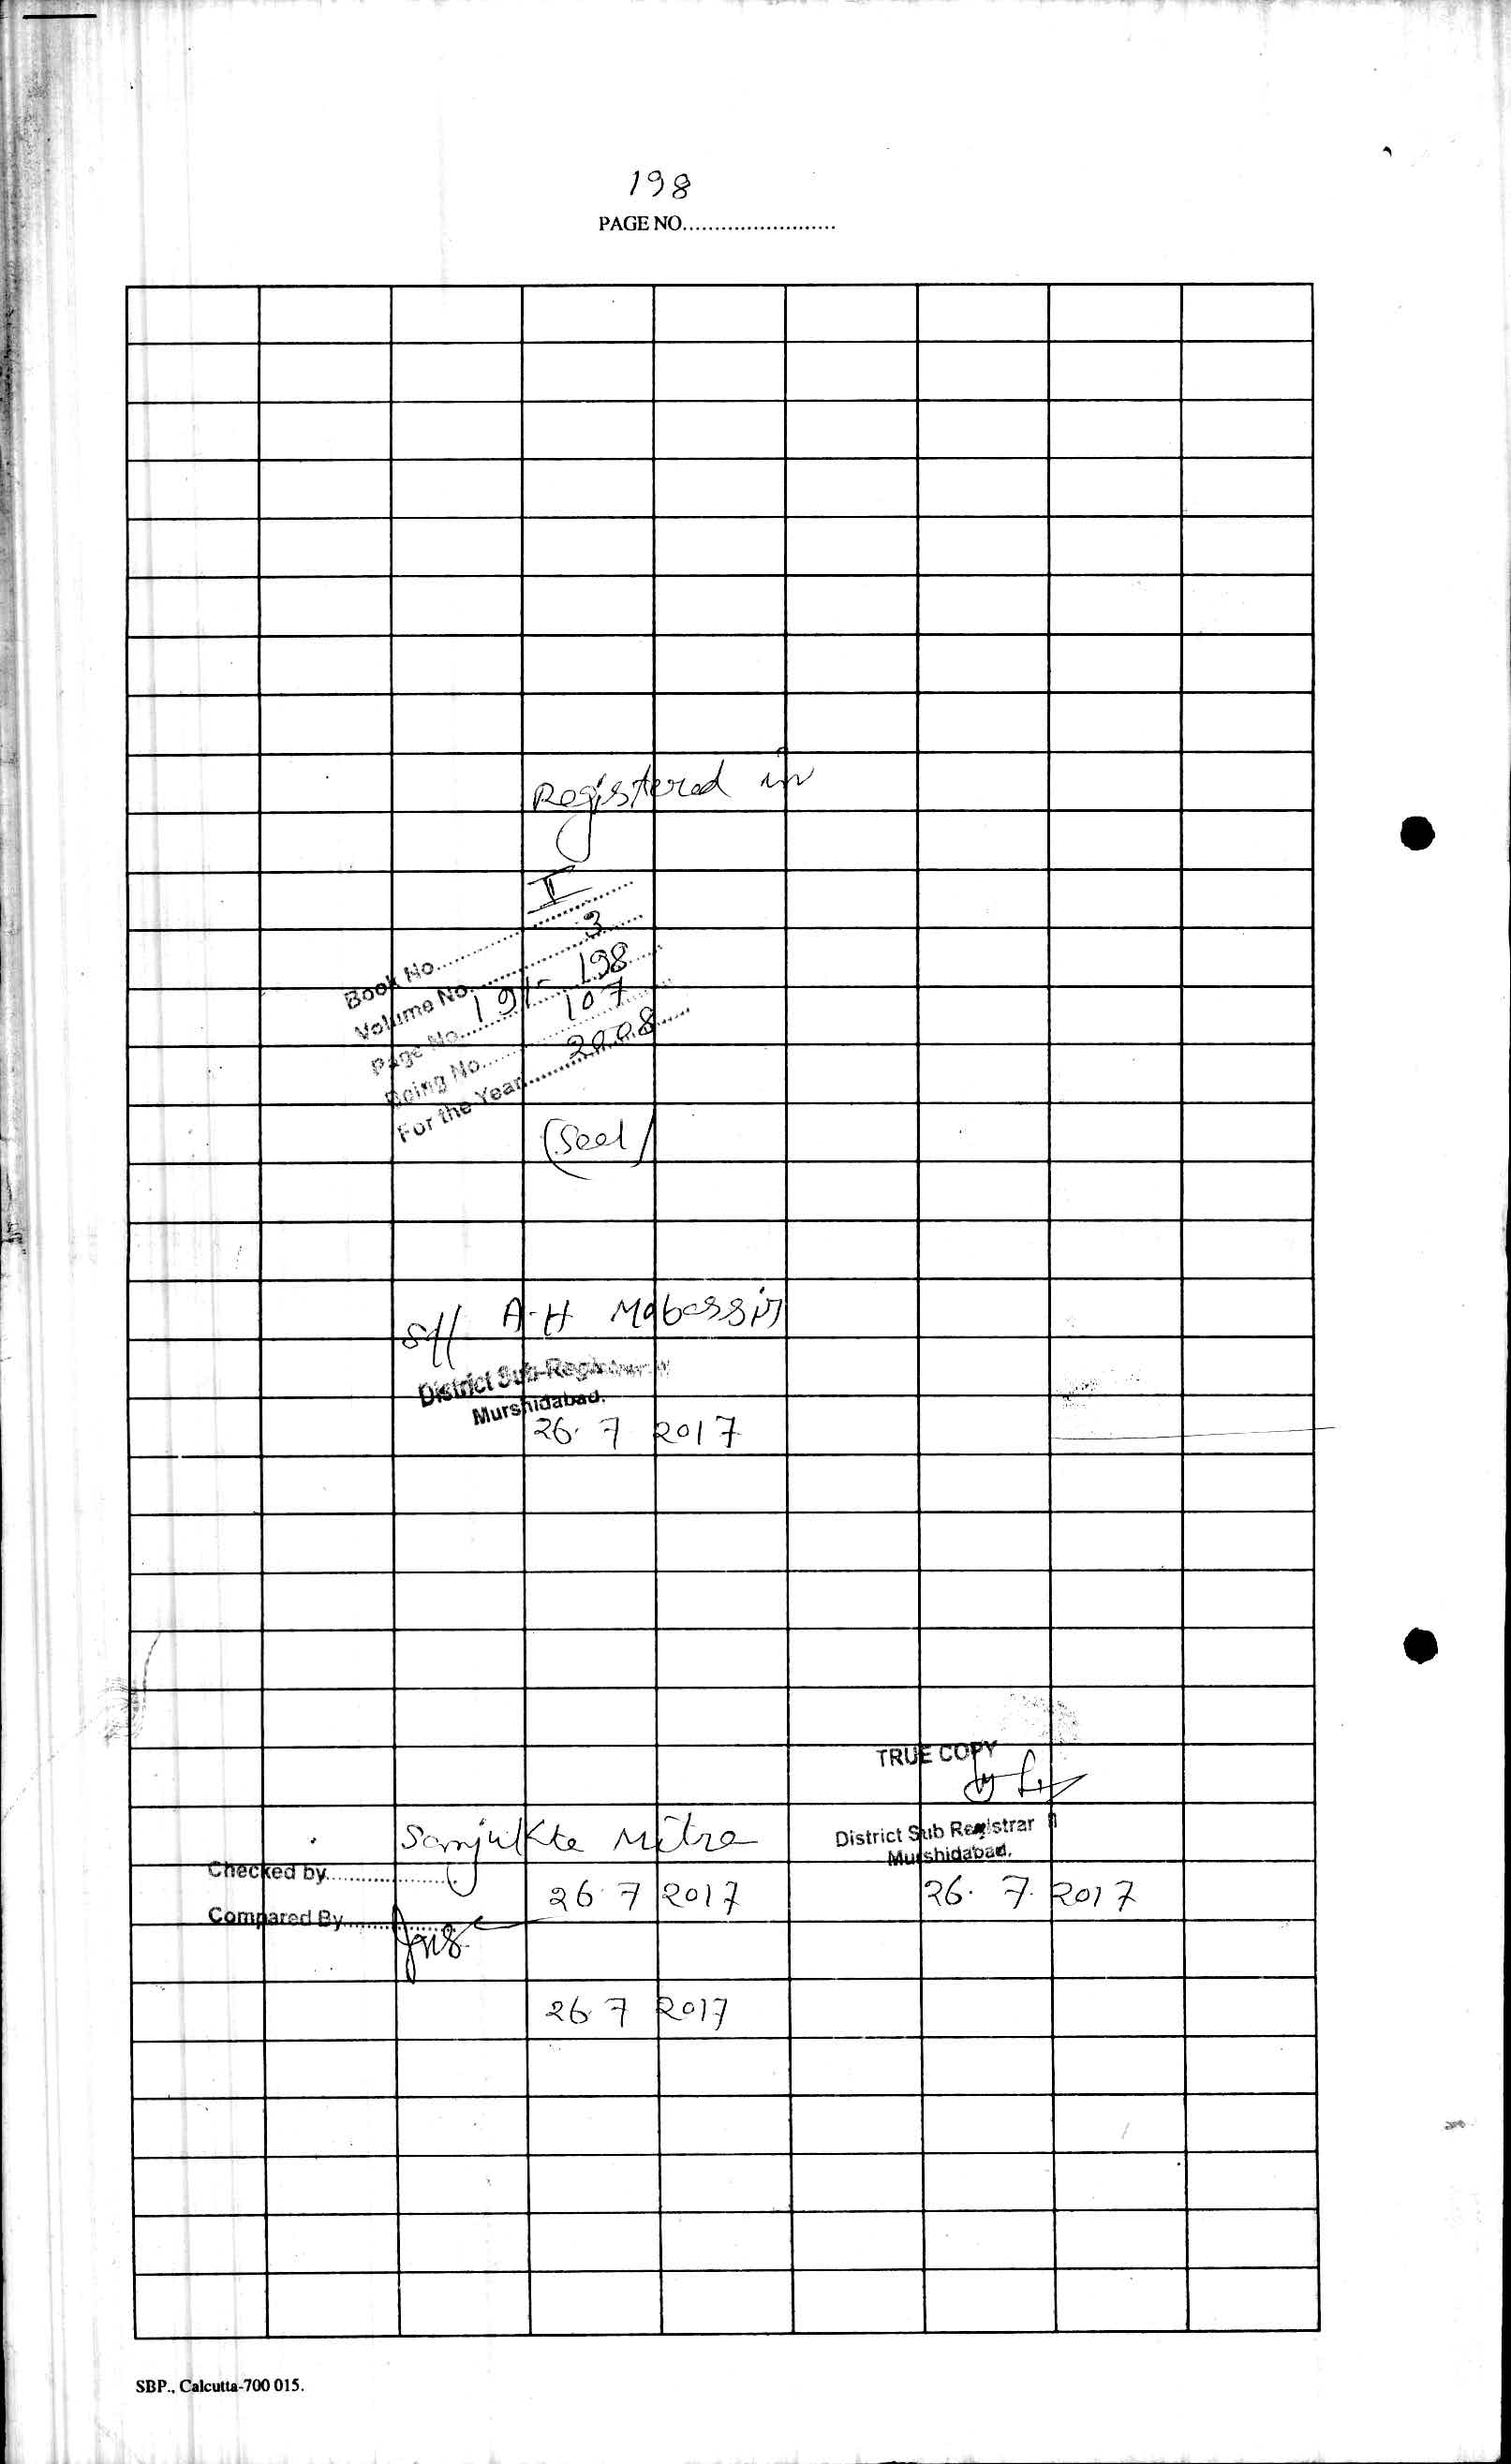 198
PAGE NO........................
Registered in
Book No. I
Volume No. 3
Page No. 191- 198
Being No. 107
For the Year 2008
(Seal)
Sd/ A-H Mobassir
District Sub-Registrar II
Murshidabad.
26. 7 2017
TRUE COPY
District Sub Registrar II
Murshidabad.
26. 7. 2017
Checked by Sanjukta Mitra
26 7 2017
Compared By
26. 7 2017
SBP., Calcutta-700 015.